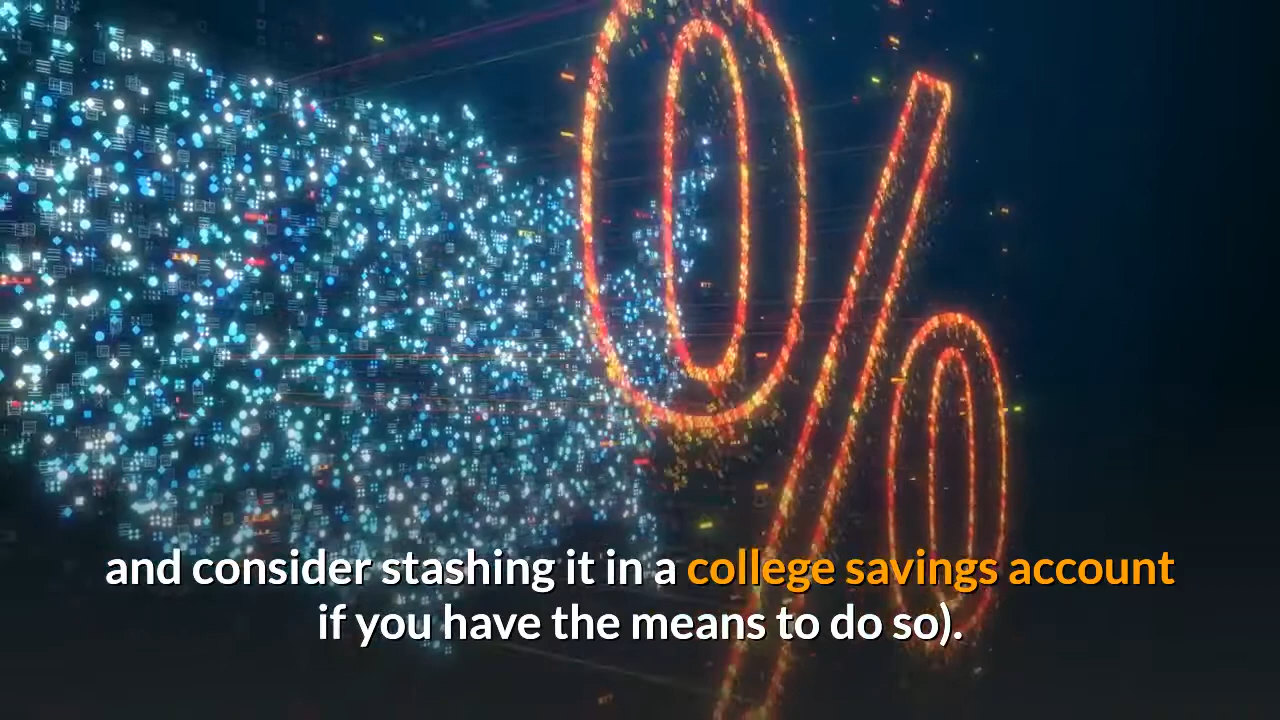 %
and consider stashing it in a college savings account
if you have the means to do so).